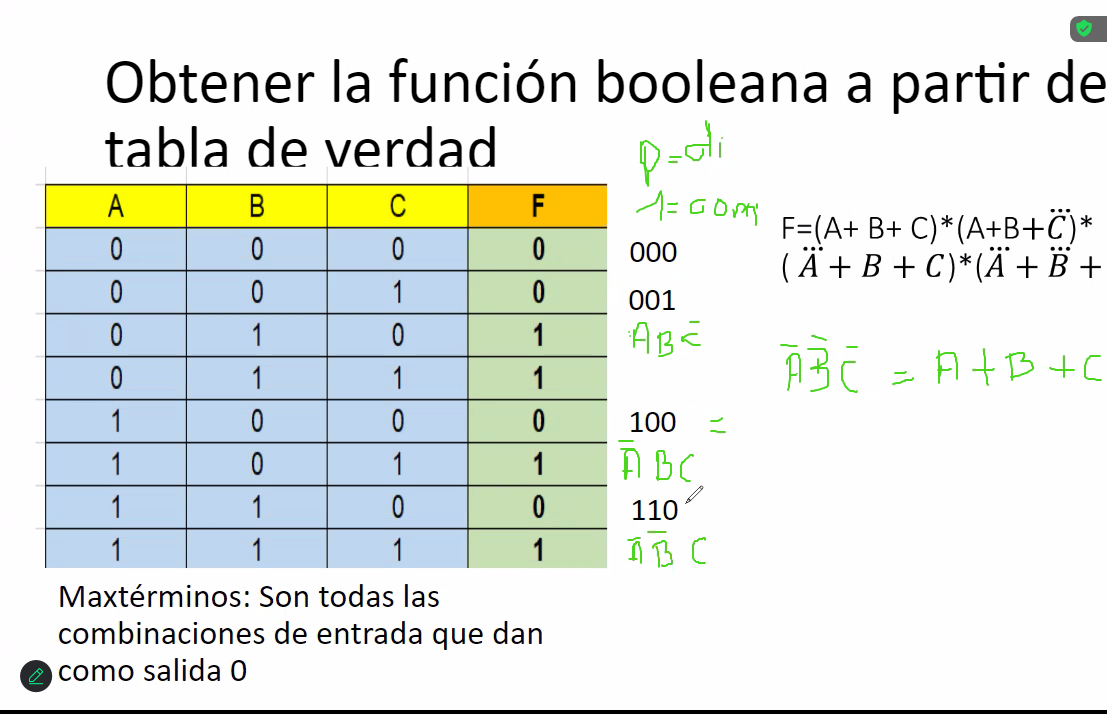 Obtener la función booleana a partir de
tabla de verdad
A B C F
0 0 0 0
0 0 1 0
0 1 0 1
0 1 1 1
1 0 0 0
1 0 1 1
1 1 0 0
1 1 1 1
000
001
A B C̅
100 =
A̅ B C
110
A̅ B̅ C
F=(A+ B+ C)*(A+B+C⃛)*
( A⃛ + B + C)*(A⃛ + B⃛ +
A̅ B̅ C̅ = A + B + C
Maxtérminos: Son todas las
combinaciones de entrada que dan
como salida 0